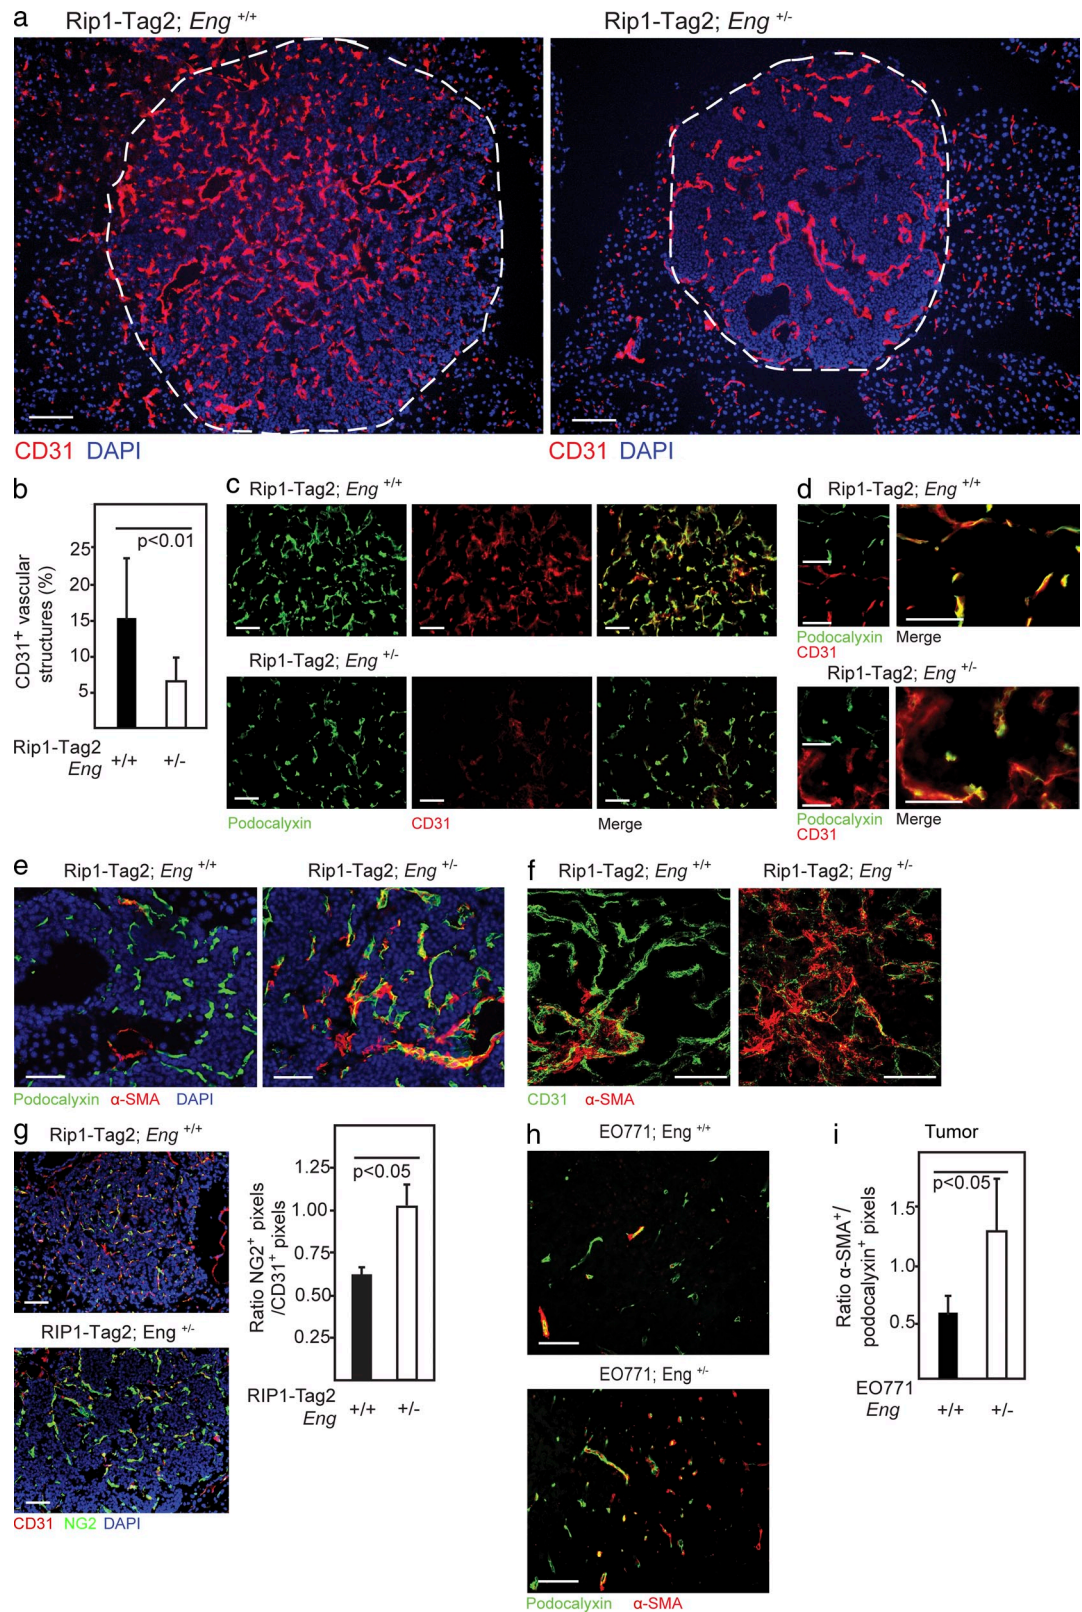 a
Rip1-Tag2; Eng +/+
Rip1-Tag2; Eng +/-
CD31 DAPI
CD31 DAPI
b
CD31+ vascular
structures (%)
p<0.01
25
20
15
10
5
Rip1-Tag2
Eng +/+ +/-
c
Rip1-Tag2; Eng +/+
Rip1-Tag2; Eng +/-
Podocalyxin
CD31
Merge
d
Rip1-Tag2; Eng +/+
Podocalyxin
CD31
Merge
Rip1-Tag2; Eng +/-
Podocalyxin
CD31
Merge
e
Rip1-Tag2; Eng +/+
Rip1-Tag2; Eng +/-
Podocalyxin α-SMA DAPI
f
Rip1-Tag2; Eng +/+
Rip1-Tag2; Eng +/-
CD31 α-SMA
g
Rip1-Tag2; Eng +/+
RIP1-Tag2; Eng +/-
CD31 NG2 DAPI
Ratio NG2+ pixels
/CD31+ pixels
p<0.05
1.25
1.00
0.75
0.50
0.25
RIP1-Tag2
Eng +/+ +/-
h
EO771; Eng +/+
EO771; Eng +/-
Podocalyxin α-SMA
i
Tumor
Ratio α-SMA+/
podocalyxin+ pixels
p<0.05
1.5
1.0
0.5
EO771
Eng +/+ +/-